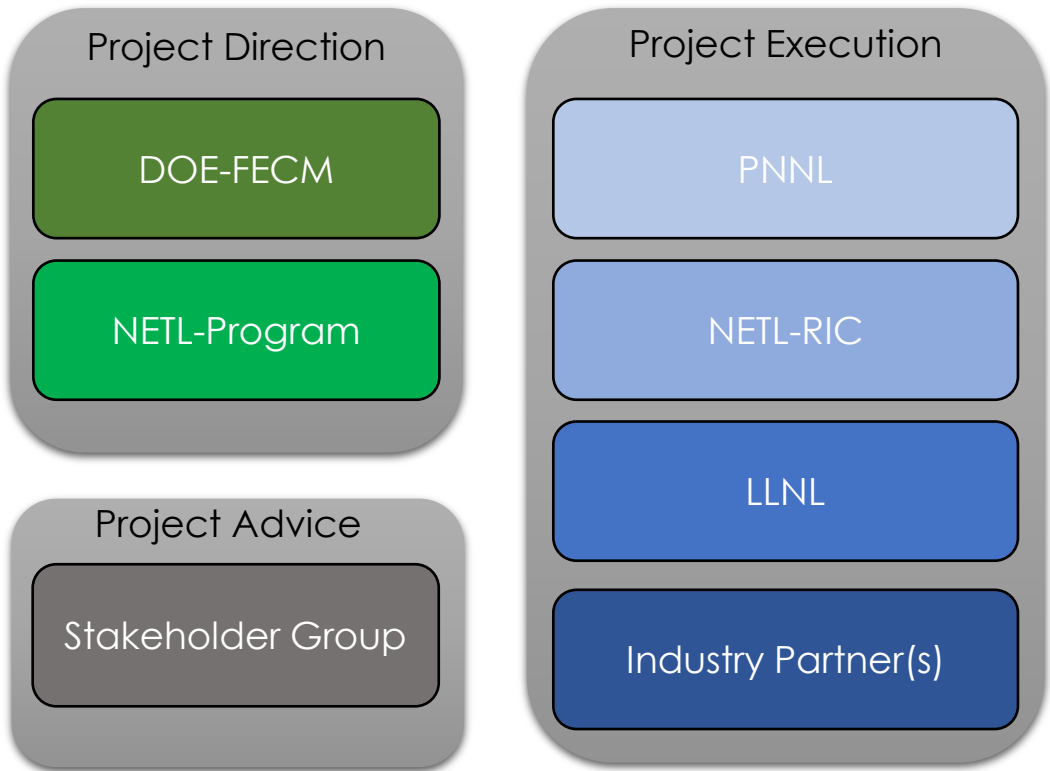 Project Direction
DOE-FECM
NETL-Program
Project Advice
Stakeholder Group
Project Execution
PNNL
NETL-RIC
LLNL
Industry Partner(s)